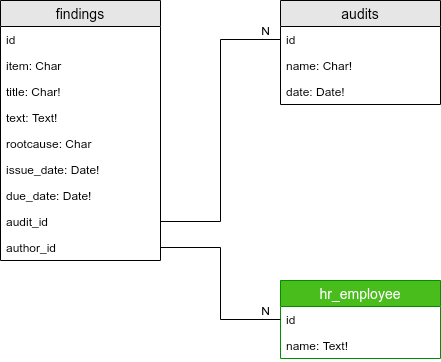 findings
id
item: Char
title: Char!
text: Text!
rootcause: Char
issue_date: Date!
due_date: Date!
audit_id
author_id
N
audits
id
name: Char!
date: Date!
N
hr_employee
id
name: Text!